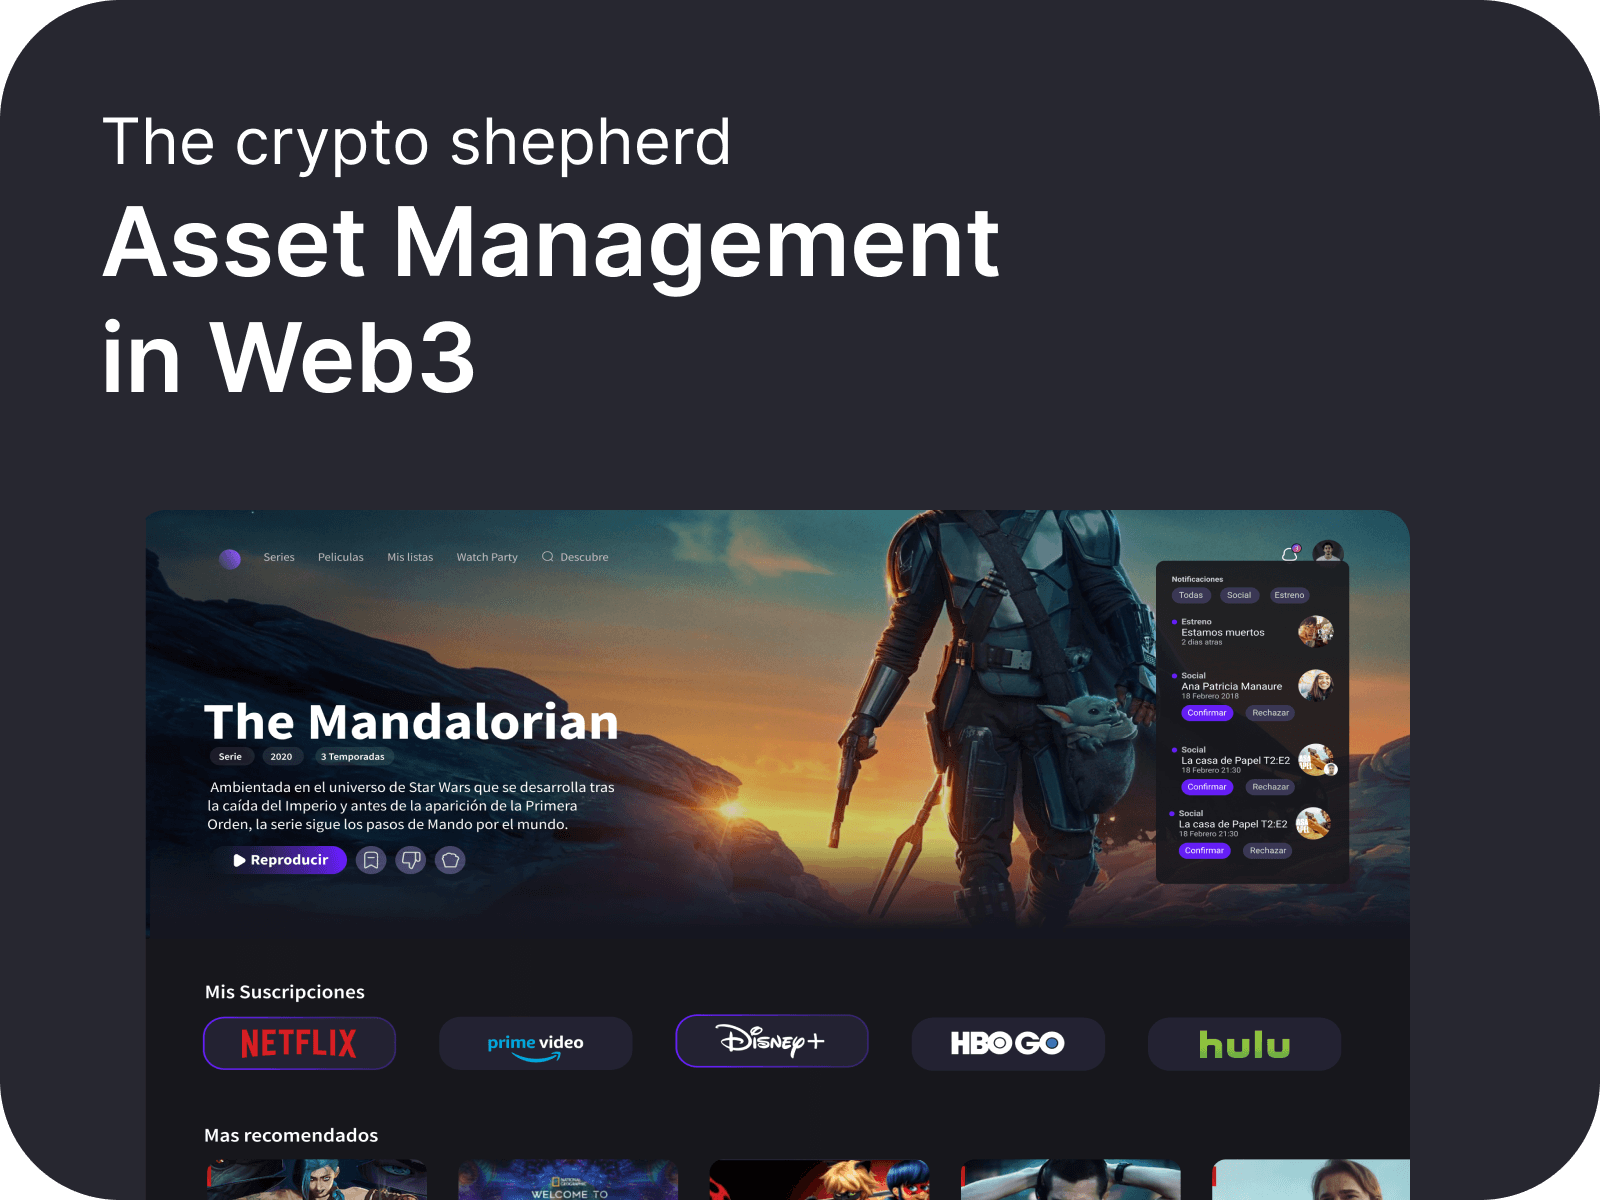 The crypto shepherd
Asset Management
in Web3
Series Peliculas Mis listas Watch Party Descubre
3
Notificaciones
Todas Social Estreno
Estreno
Estamos muertos
2 dias atras
Social
Ana Patricia Manaure
18 Febrero 2018
Confirmar Rechazar
Social
La casa de Papel T2:E2
18 Febrero 21:30
Confirmar Rechazar
Social
La casa de Papel T2:E2
18 Febrero 21:30
Confirmar Rechazar
The Mandalorian
Serie 2020 3 Temporadas
Ambientada en el universo de Star Wars que se desarrolla tras
la caída del Imperio y antes de la aparición de la Primera
Orden, la serie sigue los pasos de Mando por el mundo.
Reproducir
Mis Suscripciones
NETFLIX prime video Disney+ HBO GO hulu
Mas recomendados
NATIONAL GEOGRAPHIC
WELCOME TO